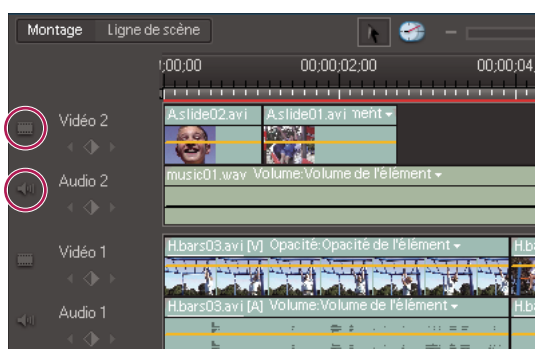 Montage Ligne de scène
;00;00 00;00;02;00 00;00;04
Vidéo 2
A.slide02.avi A.slide01.avi ment
Audio 2
music01.wav Volume:Volume de l'élément
Vidéo 1
H.bars03.avi [V] Opacité:Opacité de l'élément H.b
Audio 1
H.bars03.avi [A] Volume:Volume de l'élément H.b